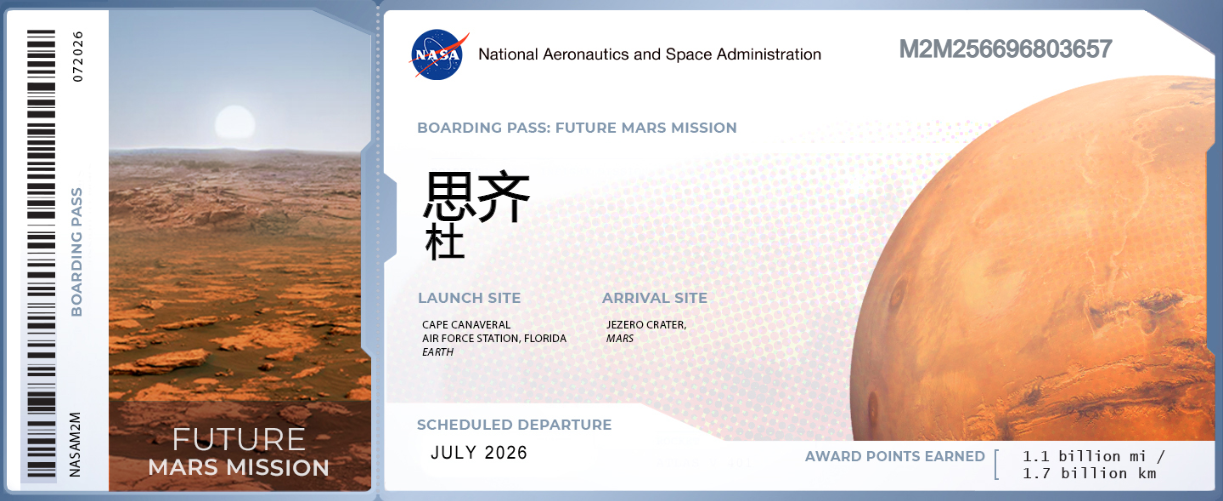 072026
BOARDING PASS
NASAM2M
FUTURE
MARS MISSION
NASA
National Aeronautics and Space Administration
M2M256696803657
BOARDING PASS: FUTURE MARS MISSION
思齐
杜
LAUNCH SITE
CAPE CANAVERAL
AIR FORCE STATION, FLORIDA
EARTH
ARRIVAL SITE
JEZERO CRATER,
MARS
SCHEDULED DEPARTURE
JULY 2026
AWARD POINTS EARNED
1.1 billion mi /
1.7 billion km